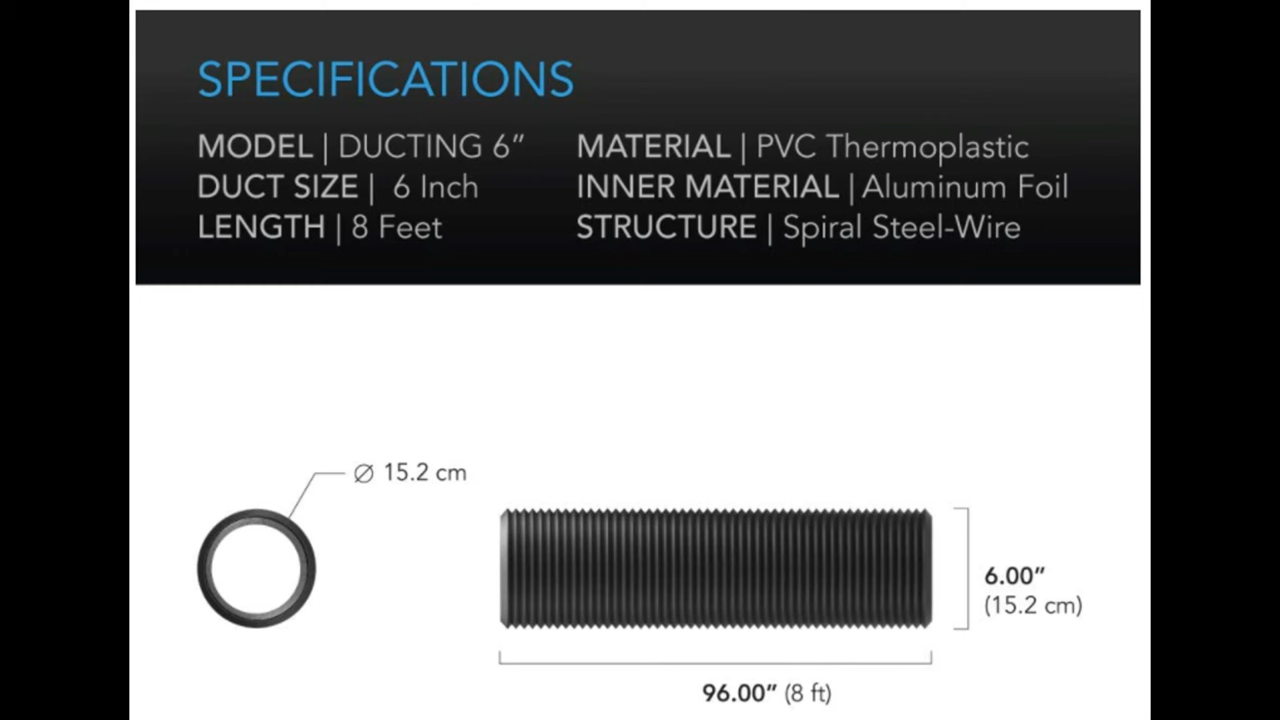 SPECIFICATIONS
MODEL | DUCTING 6”
DUCT SIZE | 6 Inch
LENGTH | 8 Feet
MATERIAL | PVC Thermoplastic
INNER MATERIAL | Aluminum Foil
STRUCTURE | Spiral Steel-Wire
Ø 15.2 cm
6.00”
(15.2 cm)
96.00” (8 ft)